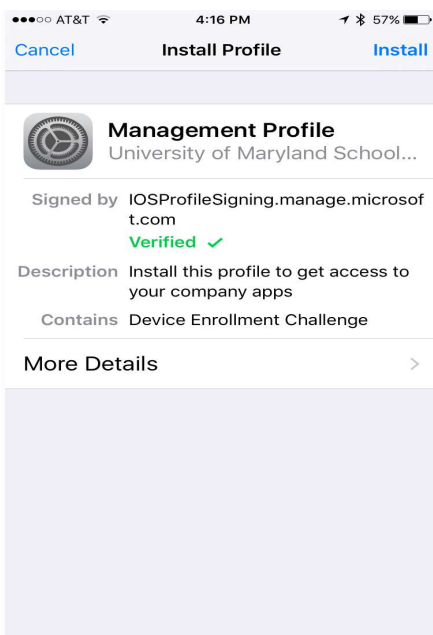 AT&T 4:16 PM 57%
Cancel Install Profile Install
Management Profile
University of Maryland School...
Signed by IOSProfileSigning.manage.microsof
t.com
Verified ✓
Description Install this profile to get access to
your company apps
Contains Device Enrollment Challenge
More Details